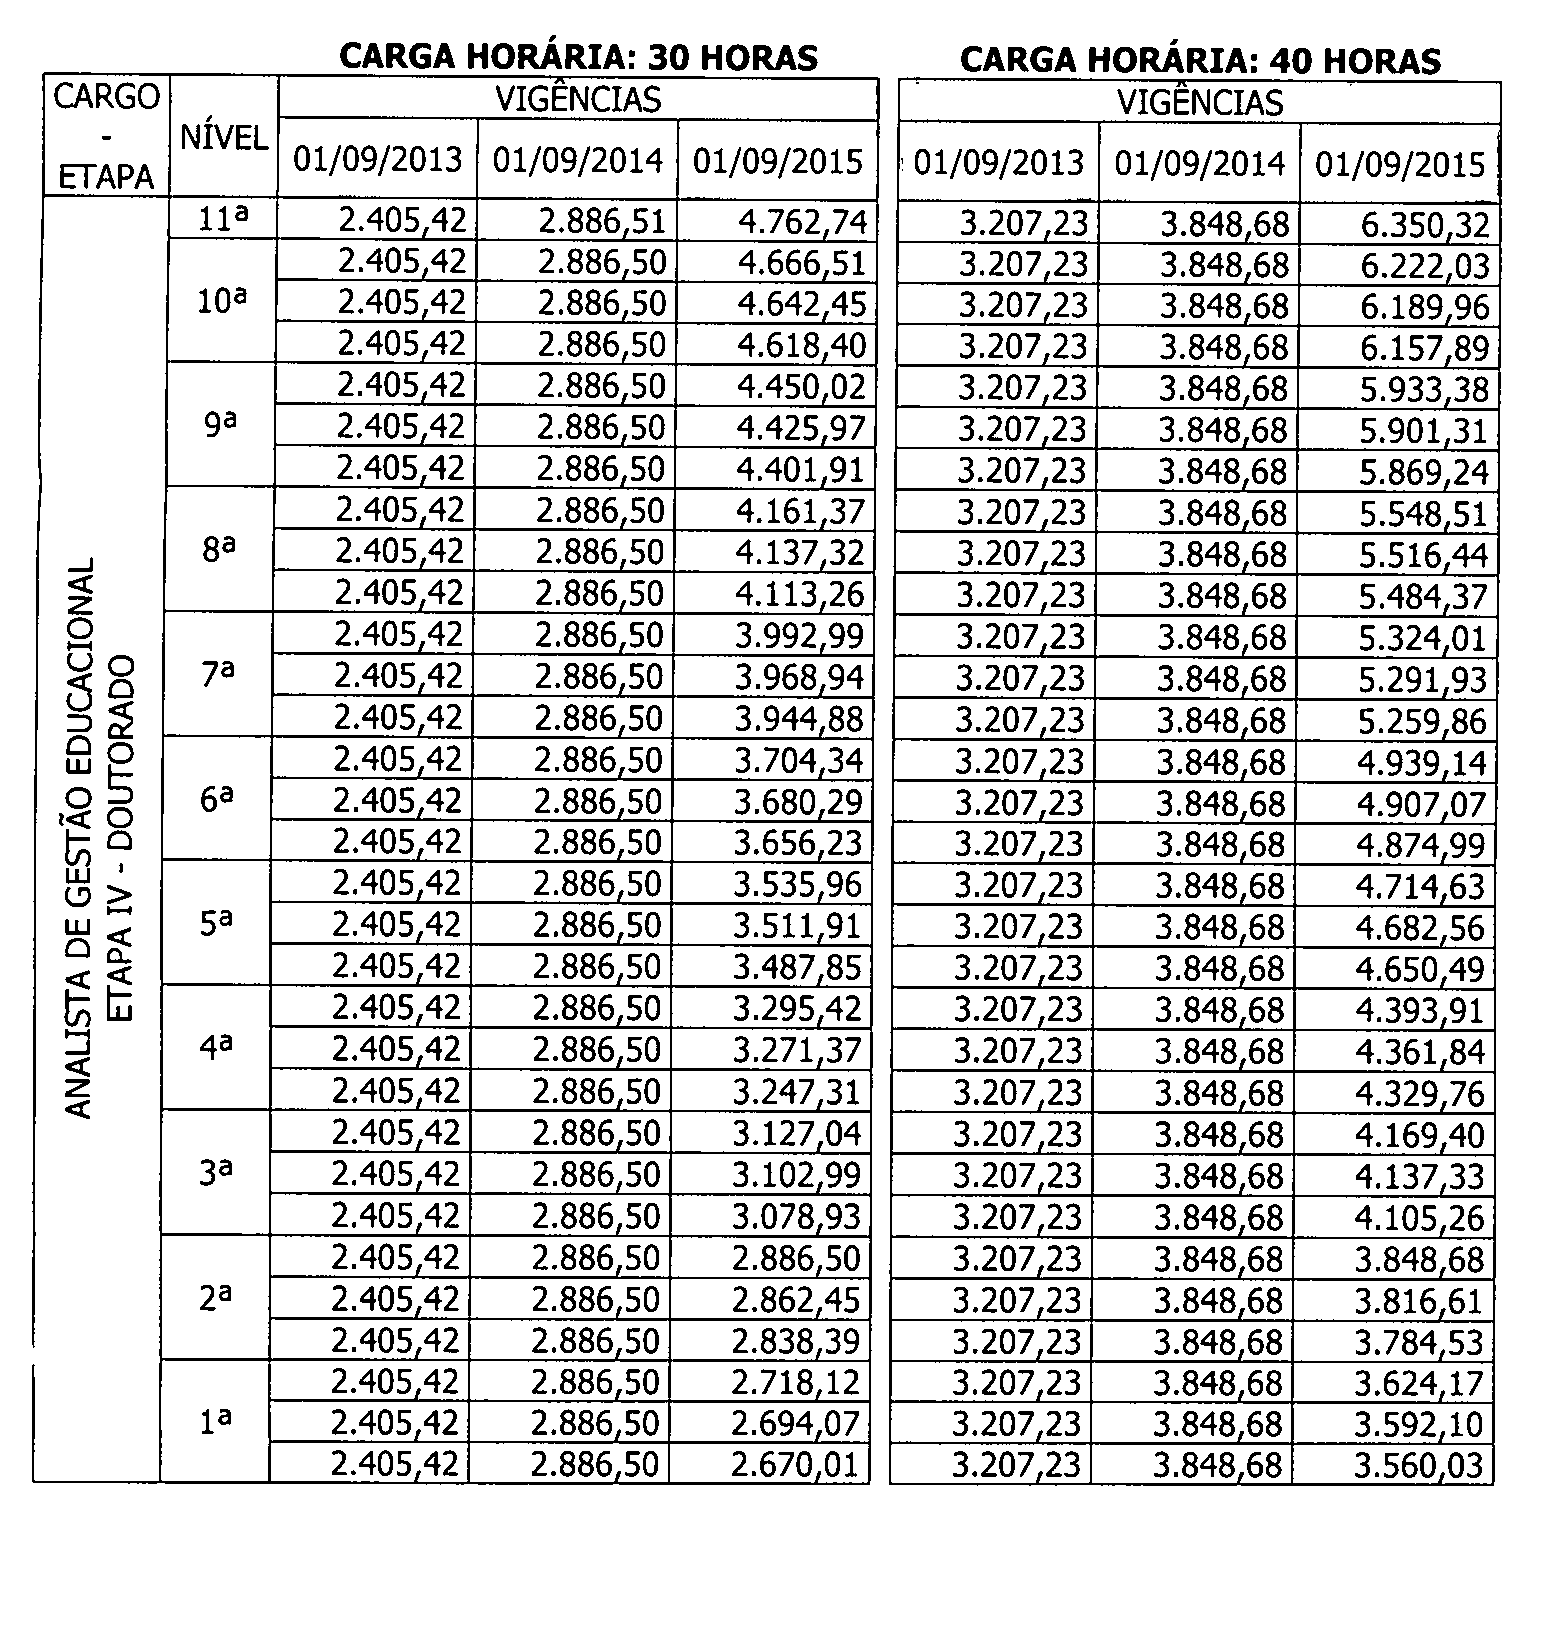 CARGA HORÁRIA: 30 HORAS CARGA HORÁRIA: 40 HORAS
CARGO - ETAPA NÍVEL VIGÊNCIAS VIGÊNCIAS
01/09/2013 01/09/2014 01/09/2015 01/09/2013 01/09/2014 01/09/2015
ANALISTA DE GESTÃO EDUCACIONAL
ETAPA IV - DOUTORADO
11ª 2.405,42 2.886,51 4.762,74 3.207,23 3.848,68 6.350,32
10ª 2.405,42 2.886,50 4.666,51 3.207,23 3.848,68 6.222,03
2.405,42 2.886,50 4.642,45 3.207,23 3.848,68 6.189,96
2.405,42 2.886,50 4.618,40 3.207,23 3.848,68 6.157,89
9ª 2.405,42 2.886,50 4.450,02 3.207,23 3.848,68 5.933,38
2.405,42 2.886,50 4.425,97 3.207,23 3.848,68 5.901,31
2.405,42 2.886,50 4.401,91 3.207,23 3.848,68 5.869,24
8ª 2.405,42 2.886,50 4.161,37 3.207,23 3.848,68 5.548,51
2.405,42 2.886,50 4.137,32 3.207,23 3.848,68 5.516,44
2.405,42 2.886,50 4.113,26 3.207,23 3.848,68 5.484,37
7ª 2.405,42 2.886,50 3.992,99 3.207,23 3.848,68 5.324,01
2.405,42 2.886,50 3.968,94 3.207,23 3.848,68 5.291,93
2.405,42 2.886,50 3.944,88 3.207,23 3.848,68 5.259,86
6ª 2.405,42 2.886,50 3.704,34 3.207,23 3.848,68 4.939,14
2.405,42 2.886,50 3.680,29 3.207,23 3.848,68 4.907,07
2.405,42 2.886,50 3.656,23 3.207,23 3.848,68 4.874,99
5ª 2.405,42 2.886,50 3.535,96 3.207,23 3.848,68 4.714,63
2.405,42 2.886,50 3.511,91 3.207,23 3.848,68 4.682,56
2.405,42 2.886,50 3.487,85 3.207,23 3.848,68 4.650,49
4ª 2.405,42 2.886,50 3.295,42 3.207,23 3.848,68 4.393,91
2.405,42 2.886,50 3.271,37 3.207,23 3.848,68 4.361,84
2.405,42 2.886,50 3.247,31 3.207,23 3.848,68 4.329,76
3ª 2.405,42 2.886,50 3.127,04 3.207,23 3.848,68 4.169,40
2.405,42 2.886,50 3.102,99 3.207,23 3.848,68 4.137,33
2.405,42 2.886,50 3.078,93 3.207,23 3.848,68 4.105,26
2ª 2.405,42 2.886,50 2.886,50 3.207,23 3.848,68 3.848,68
2.405,42 2.886,50 2.862,45 3.207,23 3.848,68 3.816,61
2.405,42 2.886,50 2.838,39 3.207,23 3.848,68 3.784,53
1ª 2.405,42 2.886,50 2.718,12 3.207,23 3.848,68 3.624,17
2.405,42 2.886,50 2.694,07 3.207,23 3.848,68 3.592,10
2.405,42 2.886,50 2.670,01 3.207,23 3.848,68 3.560,03